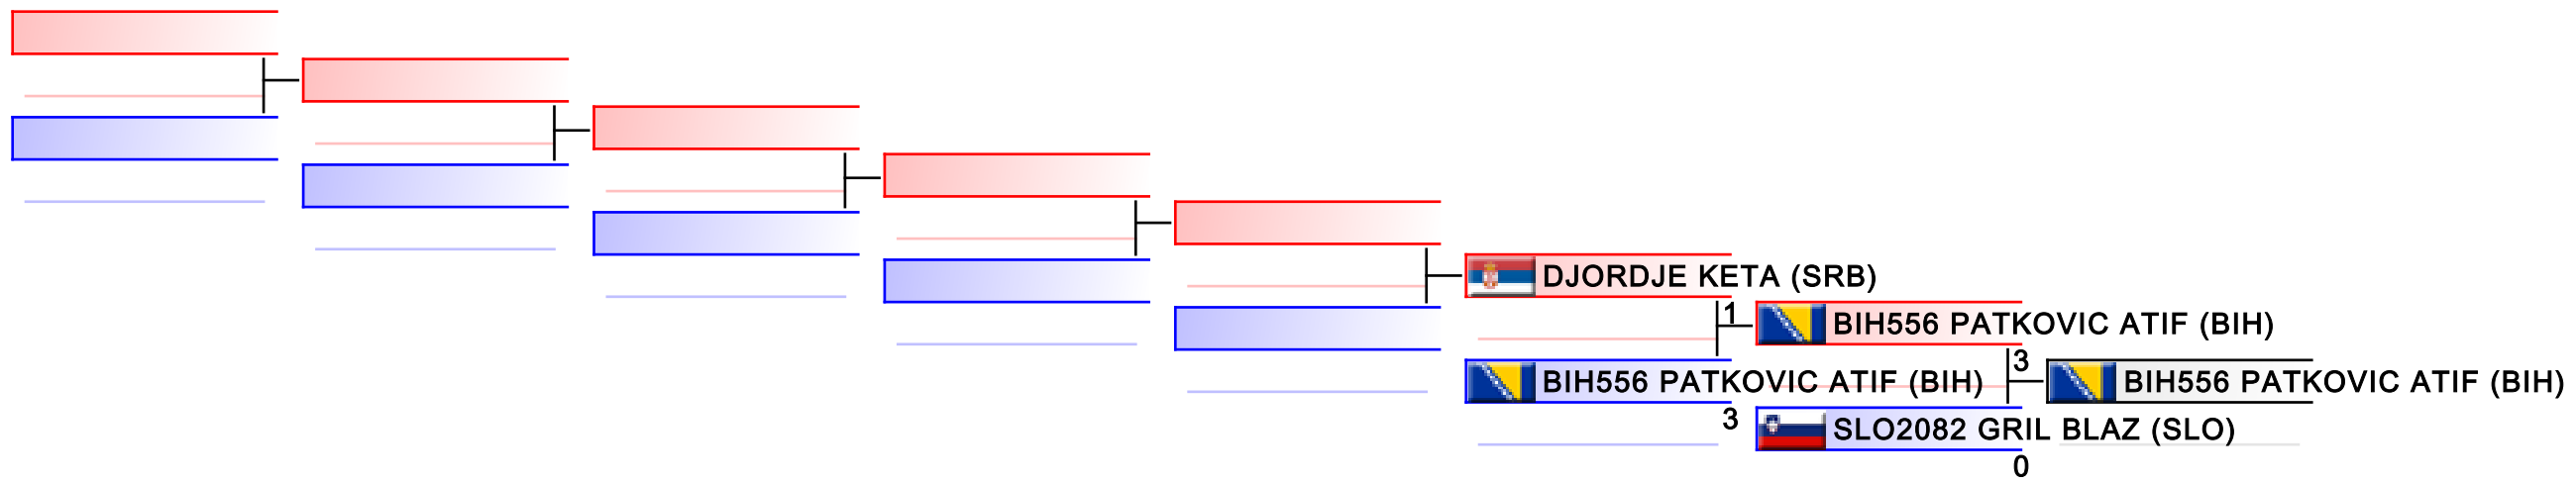 DJORDJE KETA (SRB)
1
BIH556 PATKOVIC ATIF (BIH)
3
BIH556 PATKOVIC ATIF (BIH)
3
SLO2082 GRIL BLAZ (SLO)
0
BIH556 PATKOVIC ATIF (BIH)